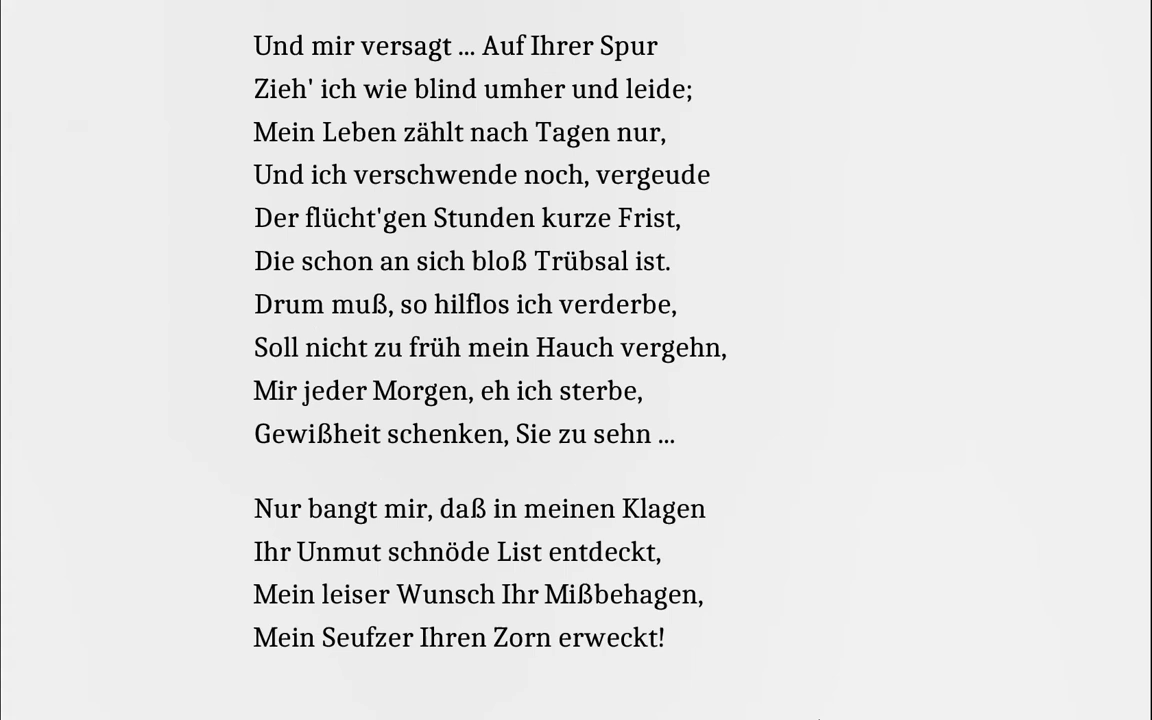 Und mir versagt ... Auf Ihrer Spur
Zieh' ich wie blind umher und leide;
Mein Leben zählt nach Tagen nur,
Und ich verschwende noch, vergeude
Der flücht'gen Stunden kurze Frist,
Die schon an sich bloß Trübsal ist.
Drum muß, so hilflos ich verderbe,
Soll nicht zu früh mein Hauch vergehn,
Mir jeder Morgen, eh ich sterbe,
Gewißheit schenken, Sie zu sehn ...
Nur bangt mir, daß in meinen Klagen
Ihr Unmut schnöde List entdeckt,
Mein leiser Wunsch Ihr Mißbehagen,
Mein Seufzer Ihren Zorn erweckt!